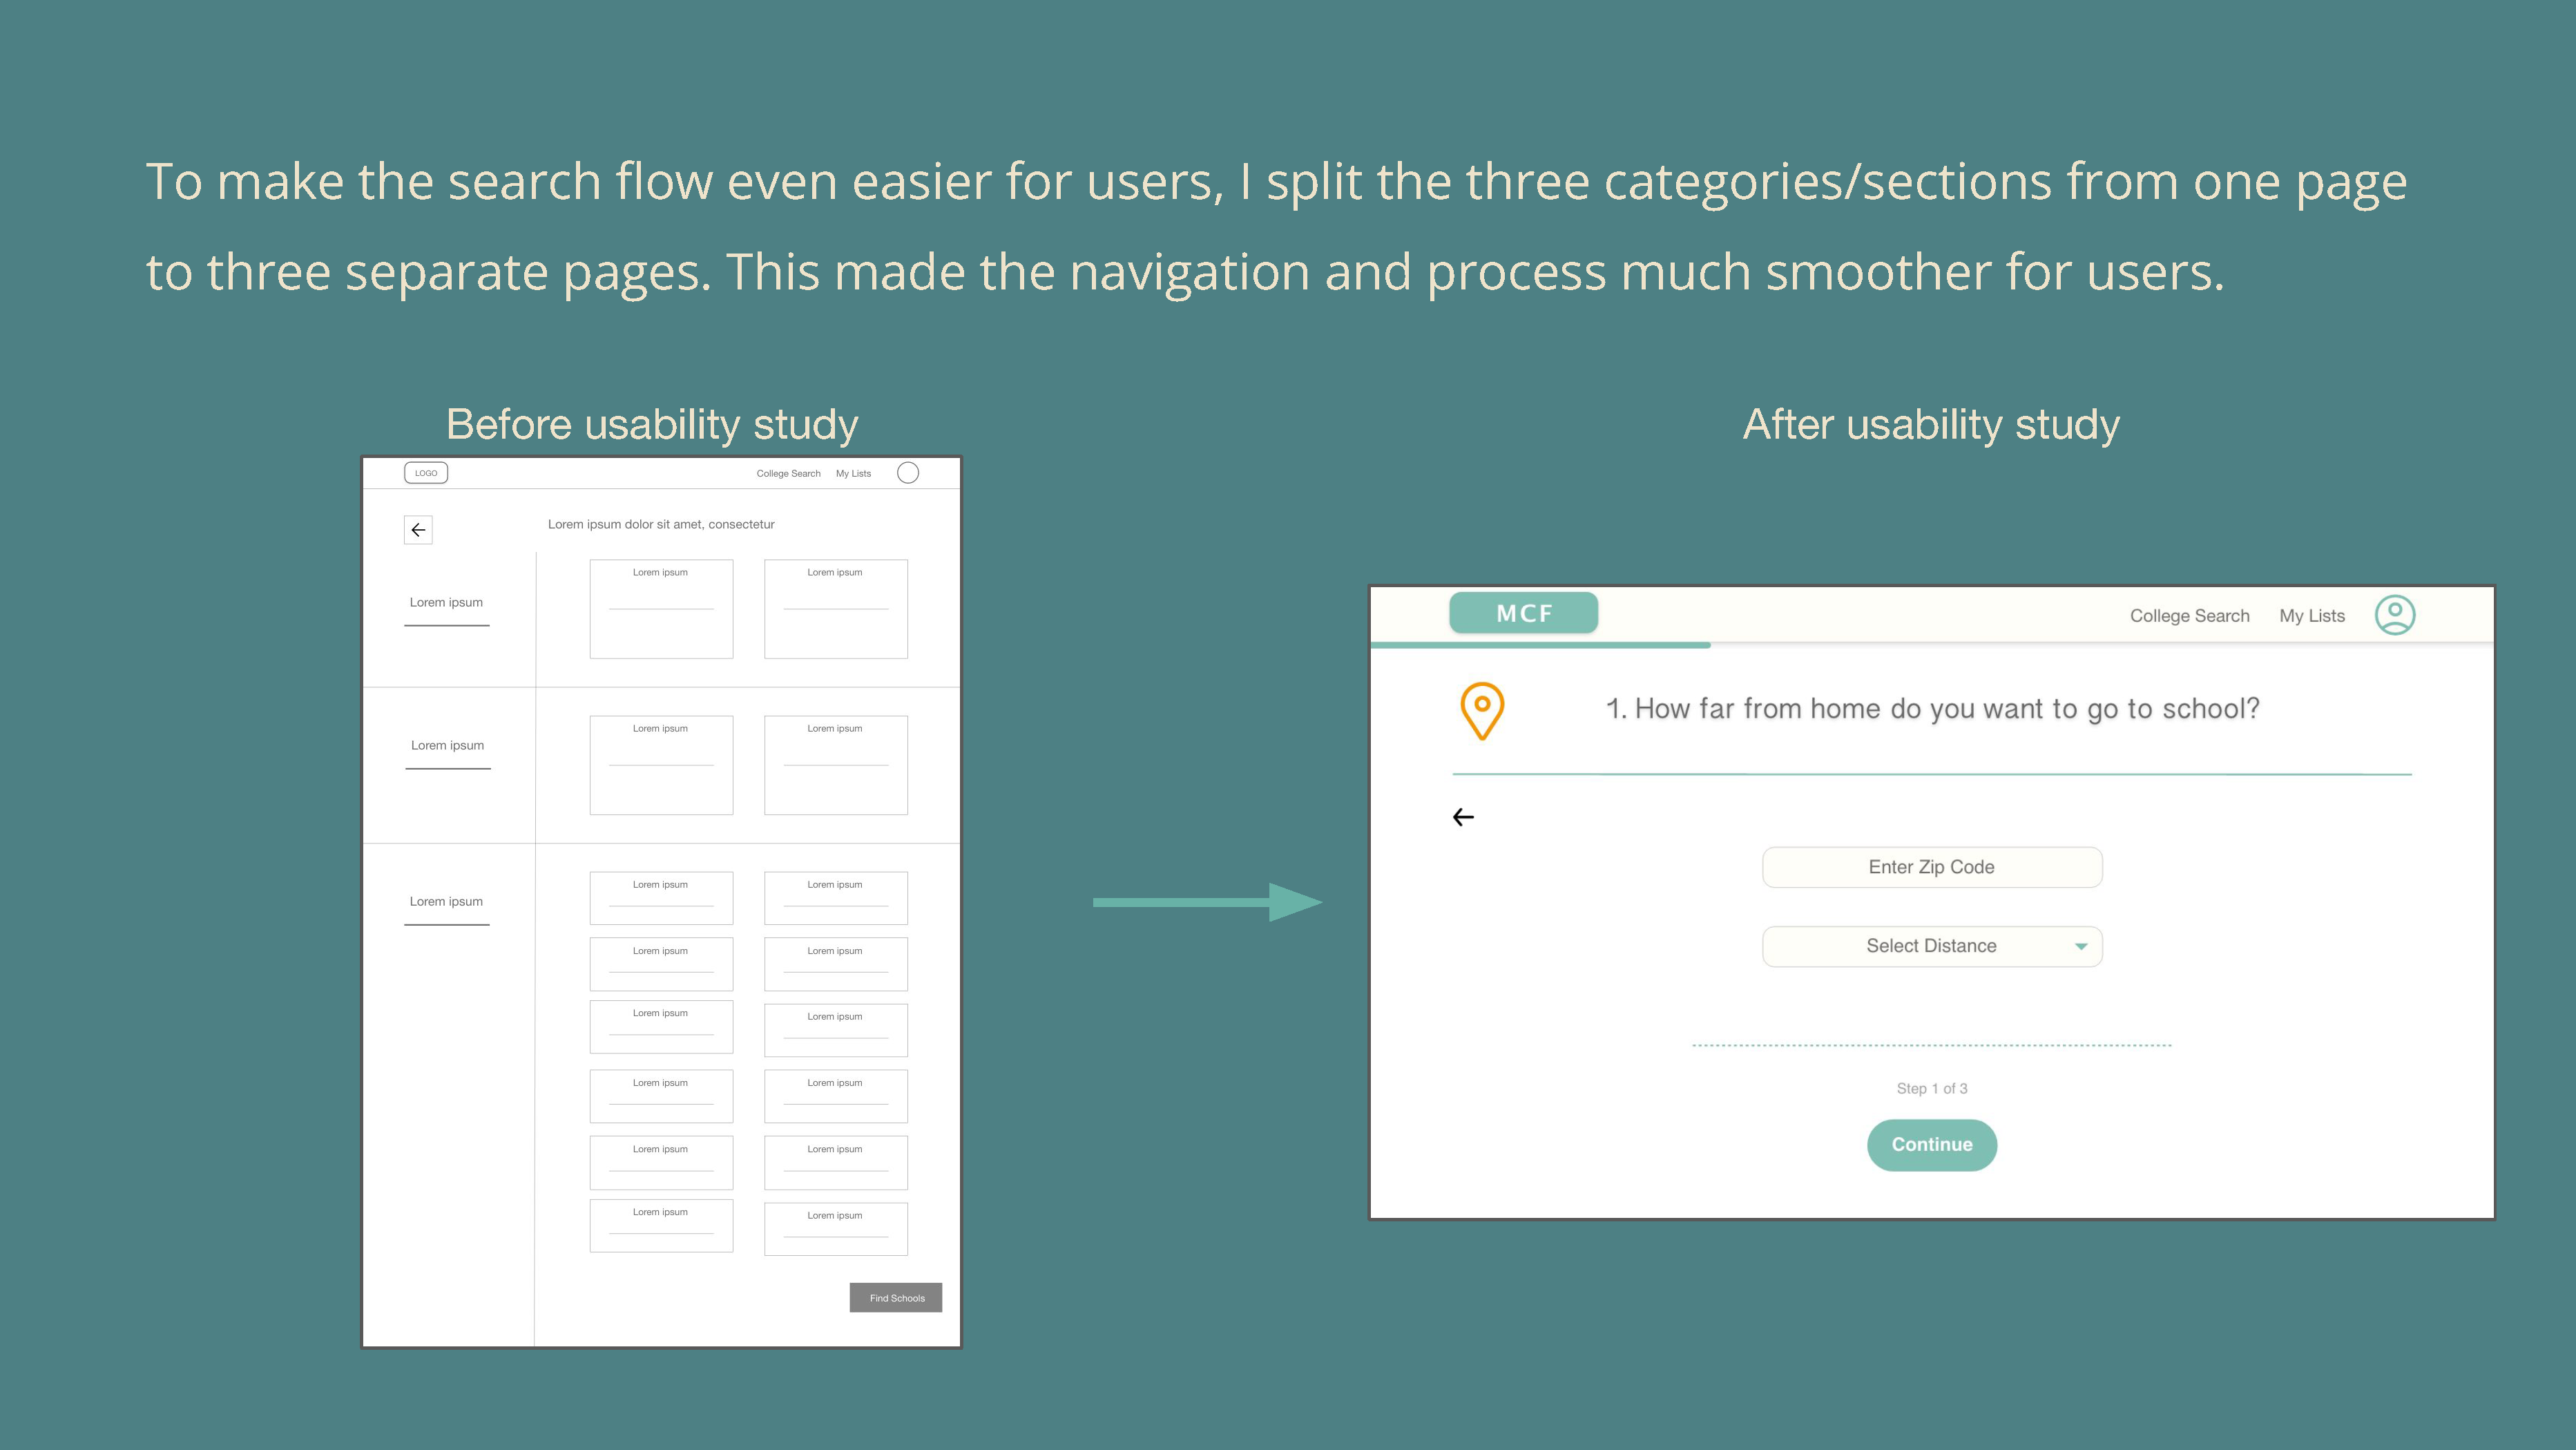 To make the search flow even easier for users, I split the three categories/sections from one page
to three separate pages. This made the navigation and process much smoother for users.
Before usability study
LOGO
College Search My Lists
Lorem ipsum dolor sit amet, consectetur
Lorem ipsum
Lorem ipsum Lorem ipsum
Lorem ipsum
Lorem ipsum Lorem ipsum
Lorem ipsum
Lorem ipsum Lorem ipsum
Lorem ipsum Lorem ipsum
Lorem ipsum Lorem ipsum
Lorem ipsum Lorem ipsum
Lorem ipsum Lorem ipsum
Lorem ipsum Lorem ipsum
Find Schools
After usability study
MCF
College Search My Lists
1. How far from home do you want to go to school?
Enter Zip Code
Select Distance
Step 1 of 3
Continue